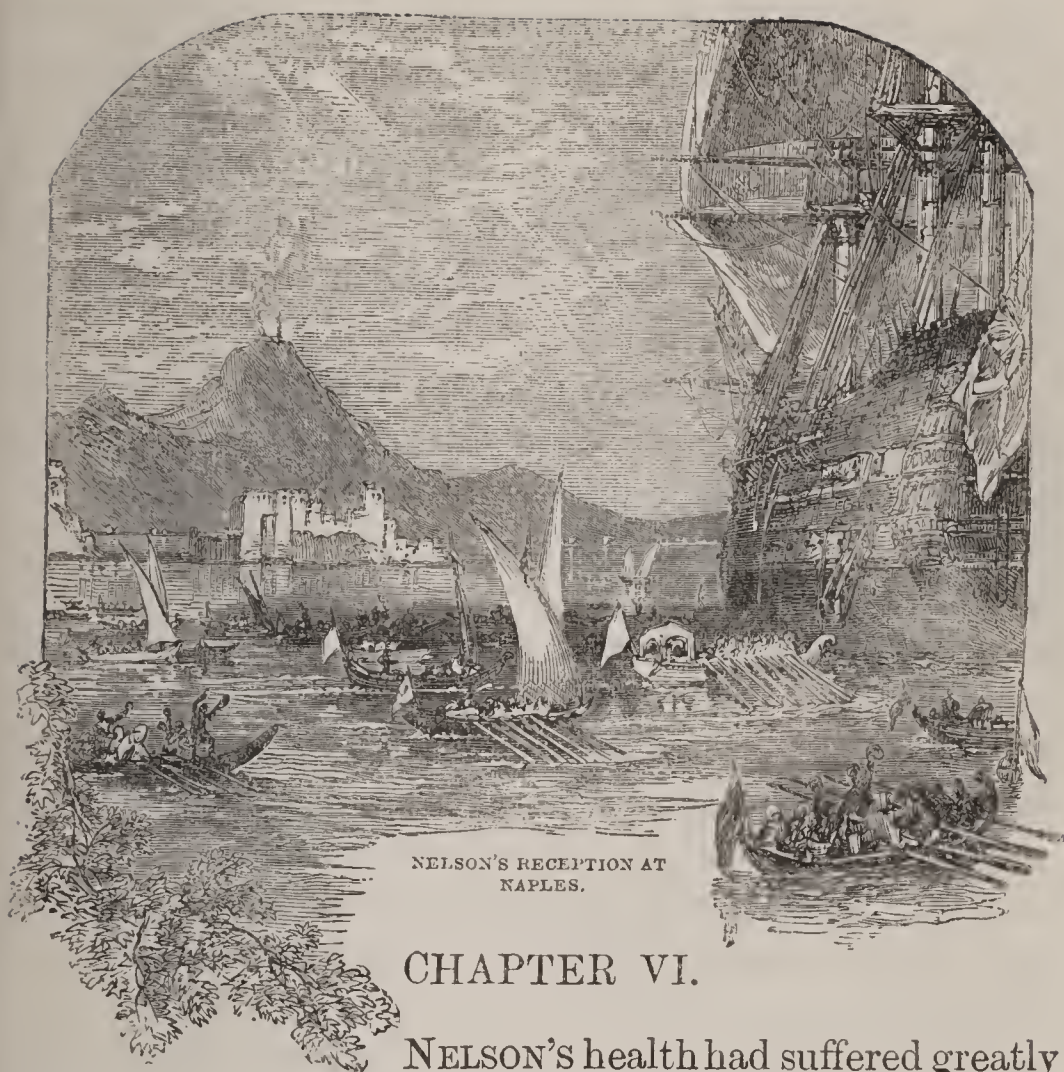 NELSON'S RECEPTION AT
NAPLES.
CHAPTER VI.
NELSON'S health had suffered greatly